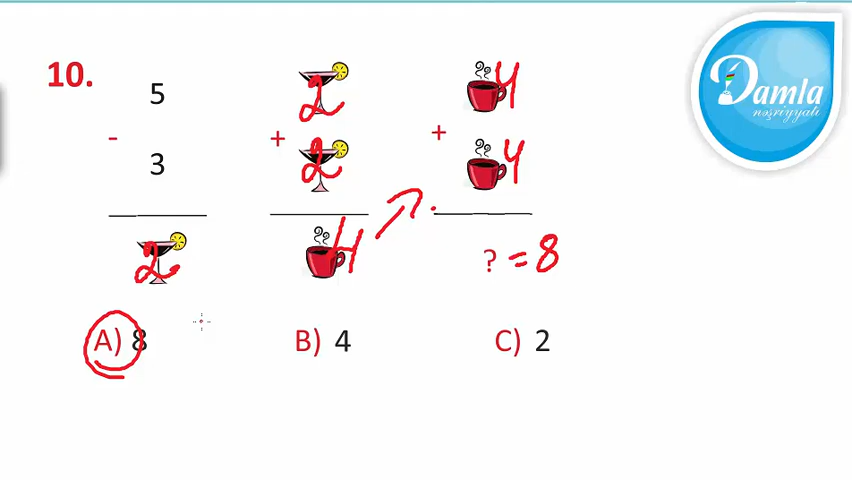 10.
5 2 4
- + +
3 2 4
2 4 ? = 8
A) 8 B) 4 C) 2
Damla
nəşriyyatı